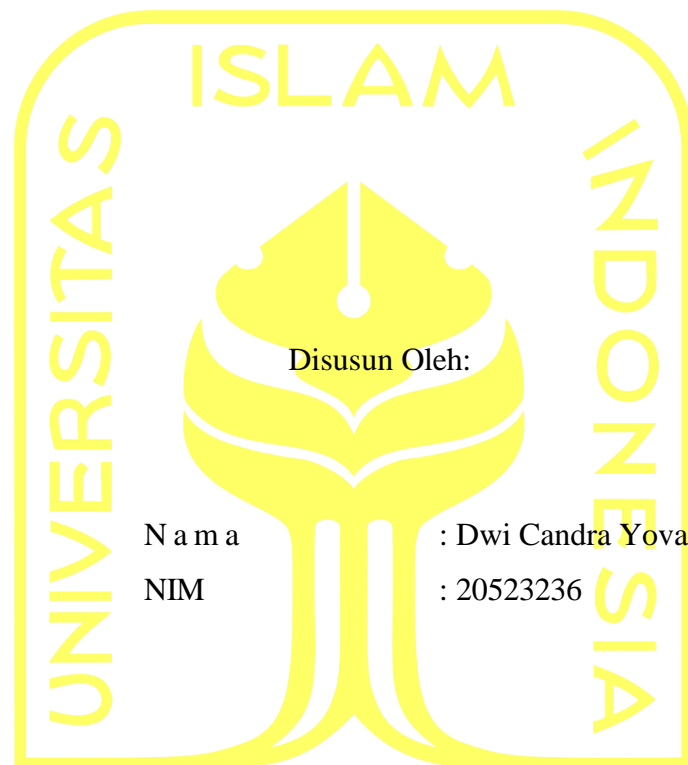 ISLAM
UNIVERSITAS
INDONESIA
Disusun Oleh:
N a m a : Dwi Candra Yova
NIM : 20523236